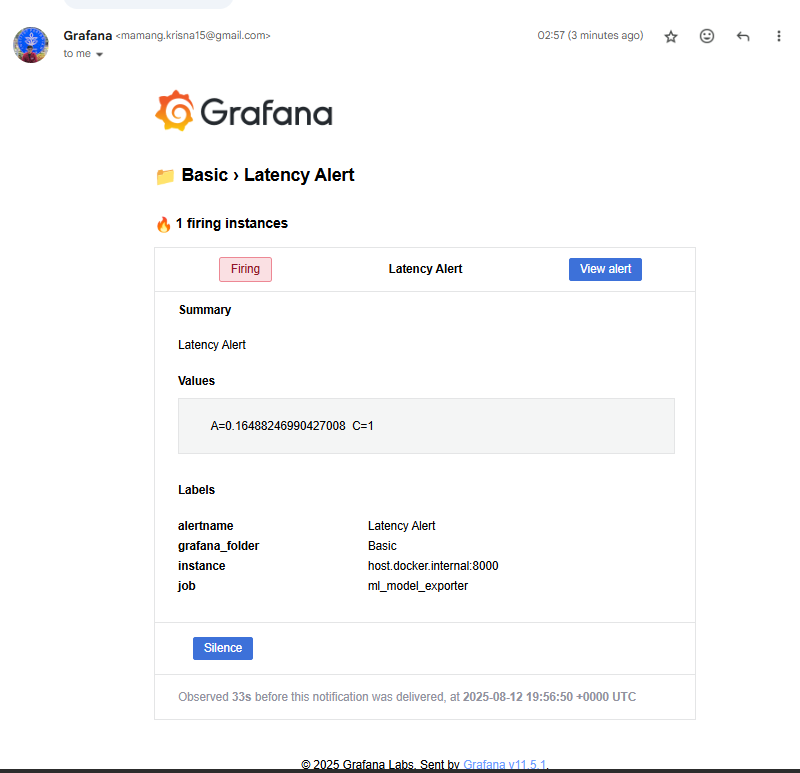 Grafana <mamang.krisna15@gmail.com>
02:57 (3 minutes ago)
to me
Grafana
Basic › Latency Alert
1 firing instances
Firing
Latency Alert
View alert
Summary
Latency Alert
Values
A=0.16488246990427008 C=1
Labels
alertname Latency Alert
grafana_folder Basic
instance host.docker.internal:8000
job ml_model_exporter
Silence
Observed 33s before this notification was delivered, at 2025-08-12 19:56:50 +0000 UTC
© 2025 Grafana Labs. Sent by Grafana v11.5.1.